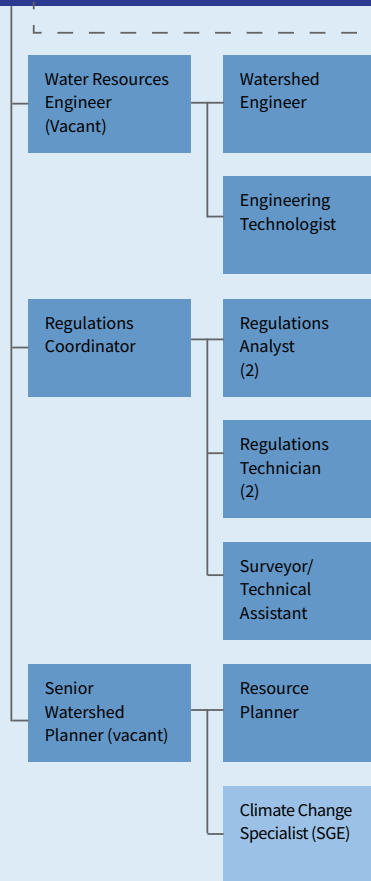 Water Resources
Engineer
(Vacant)
Watershed
Engineer
Engineering
Technologist
Regulations
Coordinator
Regulations
Analyst
(2)
Regulations
Technician
(2)
Surveyor/
Technical
Assistant
Senior
Watershed
Planner (vacant)
Resource
Planner
Climate Change
Specialist (SGE)